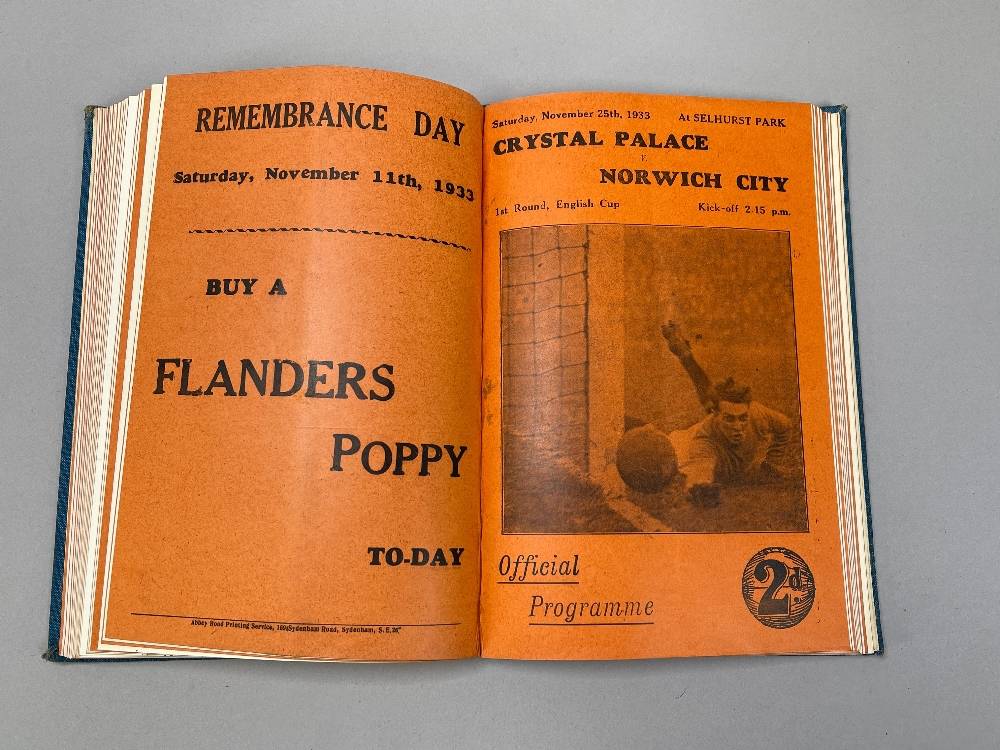 REMEMBRANCE DAY
Saturday, November 11th, 1933
BUY A
FLANDERS
POPPY
TO-DAY
Abbey Road Printing Service, Sydenham Road, Sydenham, S.E.26
Saturday, November 25th, 1933 At SELHURST PARK
CRYSTAL PALACE
v.
NORWICH CITY
1st Round, English Cup Kick-off 2.15 p.m.
Official
Programme
2d.